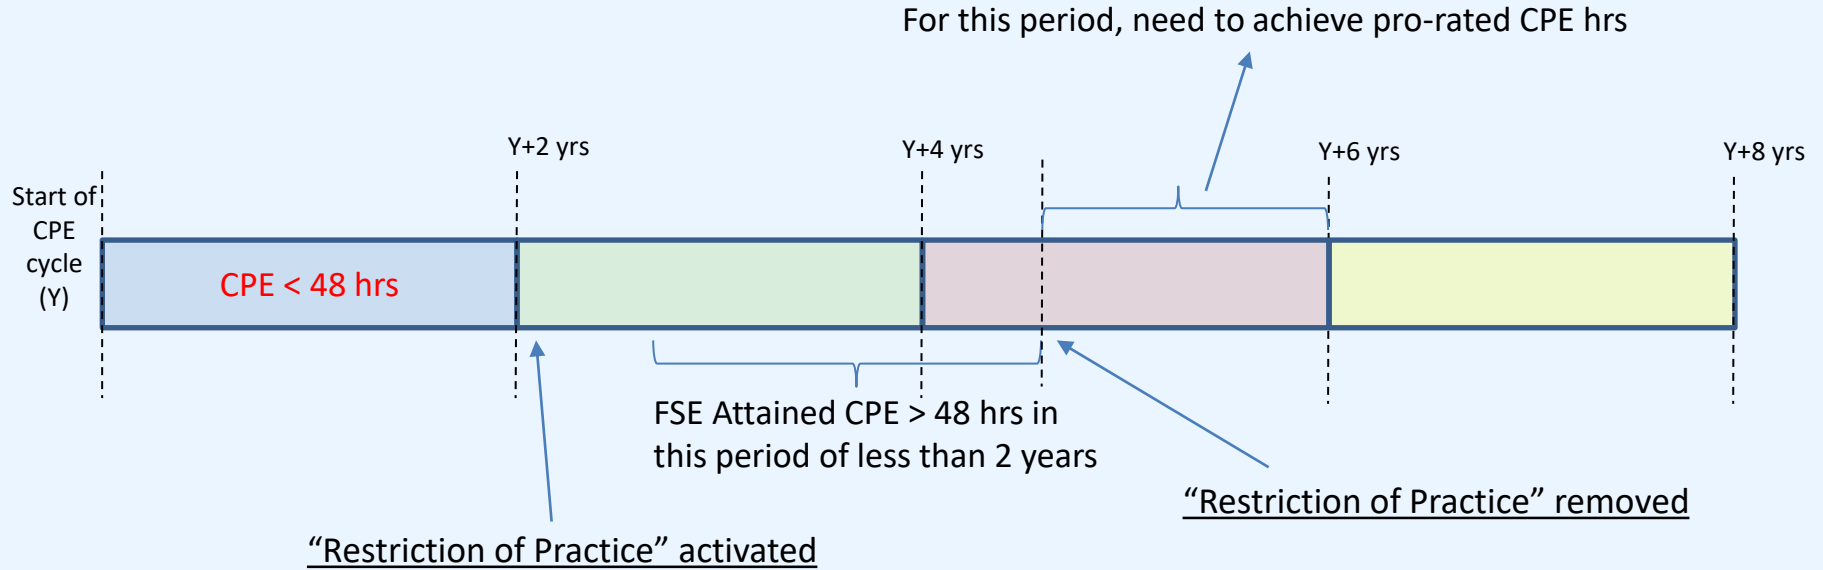 For this period, need to achieve pro-rated CPE hrs
Y+2 yrs
Y+4 yrs
Y+6 yrs
Y+8 yrs
Start of
CPE
cycle
(Y)
CPE < 48 hrs
FSE Attained CPE > 48 hrs in
this period of less than 2 years
“Restriction of Practice” removed
“Restriction of Practice” activated